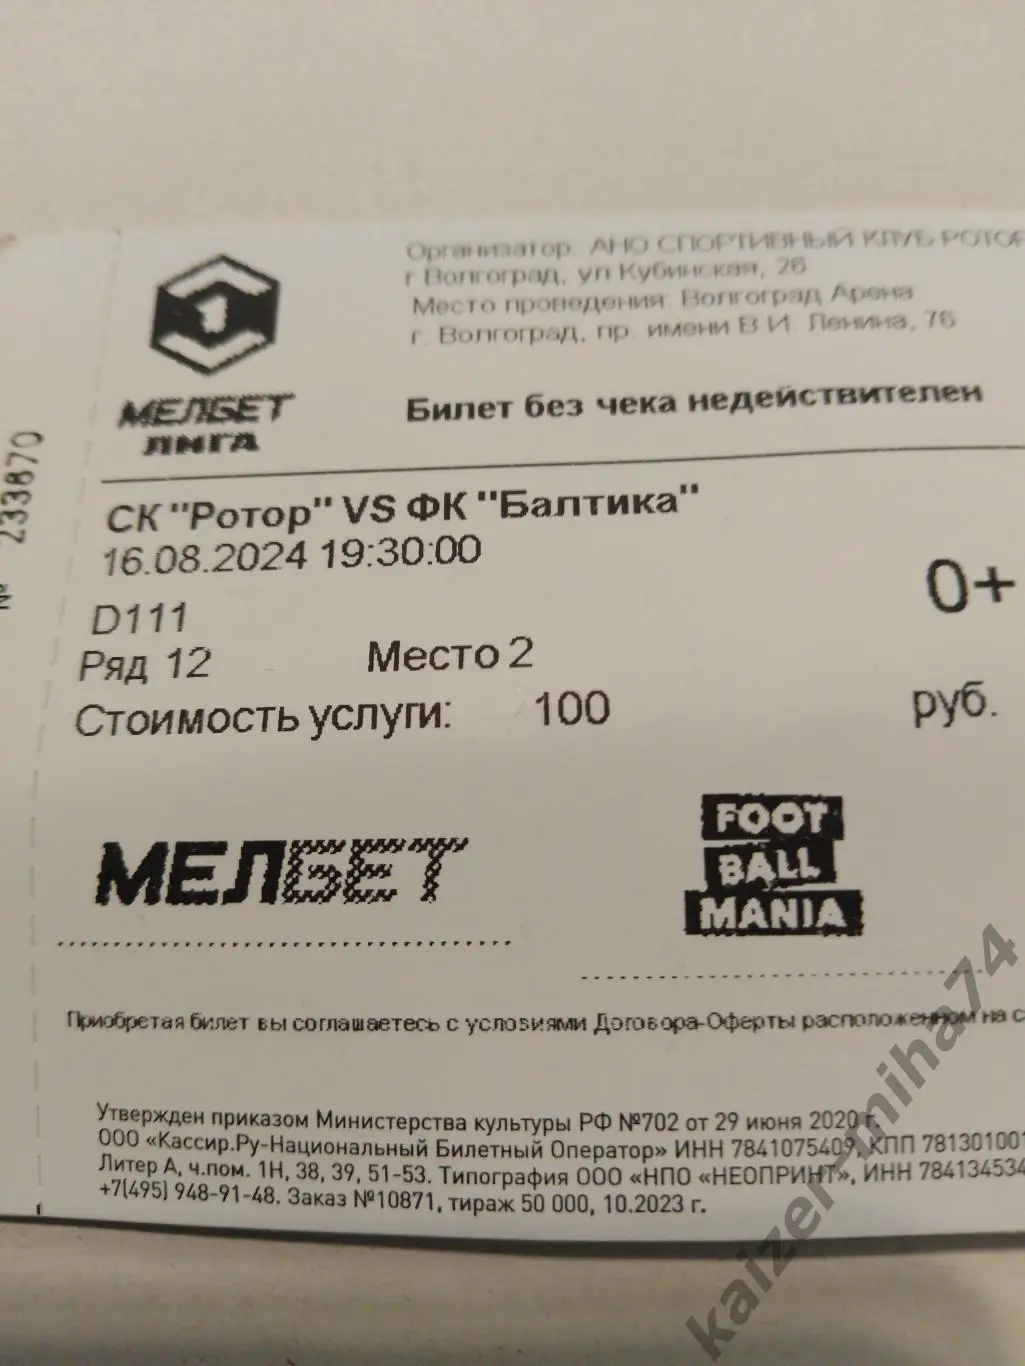 Организатор АНО СПОРТИВНЫЙ КЛУБ РОТОР
г Волгоград, ул Кубинская, 26
Место проведения: Волгоград Арена
г. Волгоград, пр. имени В.И. Ленина, 76
1
МЕЛБЕТ
ЛИГА
Билет без чека недействителен
№ 233870
СК "Ротор" VS ФК "Балтика"
16.08.2024 19:30:00
0+
D111
Ряд 12 Место 2
Стоимость услуги: 100 руб.
МЕЛБЕТ
FOOT
BALL
MANIA
Приобретая билет вы соглашаетесь с условиями Договора-Оферты расположенном на с
Утвержден приказом Министерства культуры РФ №702 от 29 июня 2020 г.
ООО «Кассир.Ру-Национальный Билетный Оператор» ИНН 7841075409, КПП 781301001
Литер А, ч.пом. 1Н, 38, 39, 51-53. Типография ООО «НПО «НЕОПРИНТ», ИНН 784134534
+7(495) 948-91-48. Заказ №10871, тираж 50 000, 10.2023 г.
kaizer-miha74